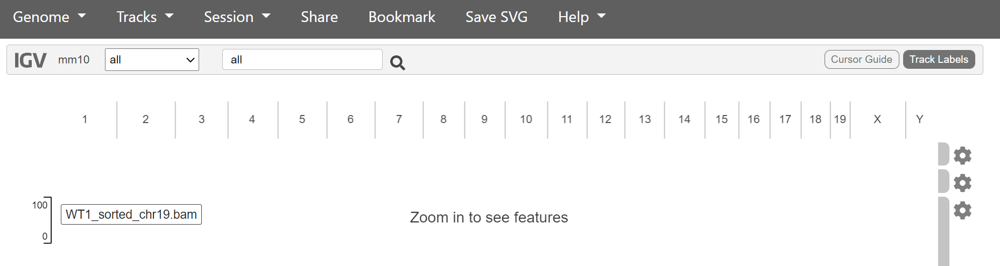 Genome Tracks Session Share Bookmark Save SVG Help
IGV mm10 all all Cursor Guide Track Labels
1 2 3 4 5 6 7 8 9 10 11 12 13 14 15 16 17 18 19 X Y
100
WT1_sorted_chr19.bam Zoom in to see features
0